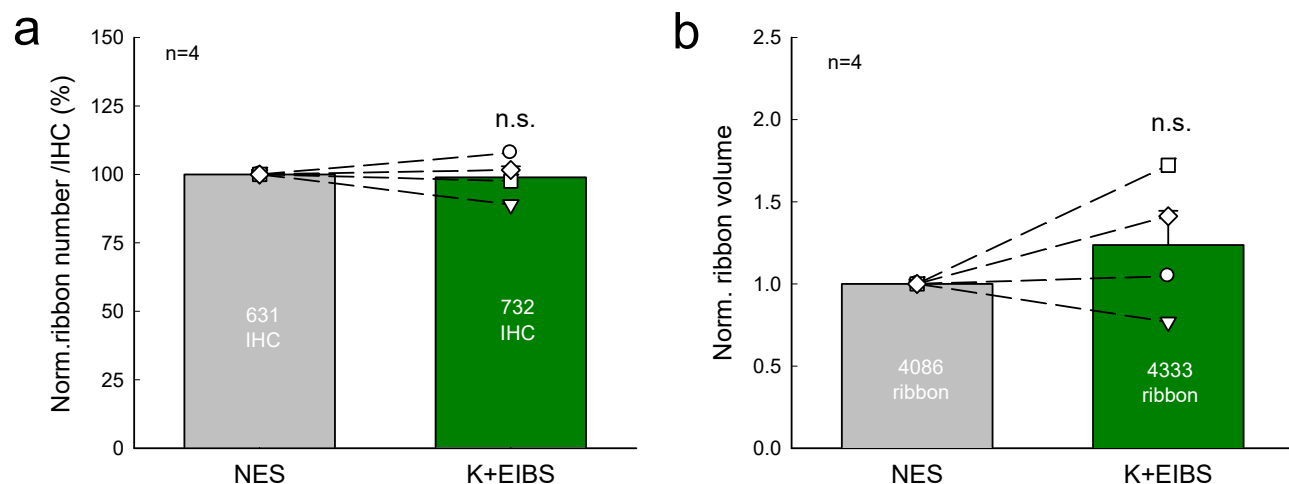 a
n=4
n.s.
Norm.ribbon number /IHC (%)
150
125
100
75
50
25
0
631
IHC
732
IHC
NES
K+EIBS
b
n=4
n.s.
Norm. ribbon volume
2.5
2.0
1.5
1.0
0.5
0.0
4086
ribbon
4333
ribbon
NES
K+EIBS